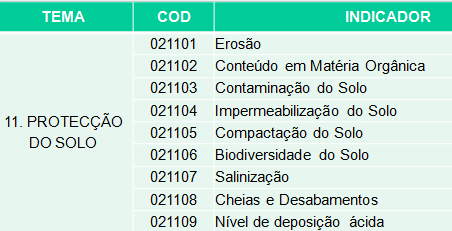 TEMA COD INDICADOR
021101 Erosão
021102 Conteúdo em Matéria Orgânica
021103 Contaminação do Solo
021104 Impermeabilização do Solo
11. PROTECÇÃO
DO SOLO
021105 Compactação do Solo
021106 Biodiversidade do Solo
021107 Salinização
021108 Cheias e Desabamentos
021109 Nível de deposição ácida